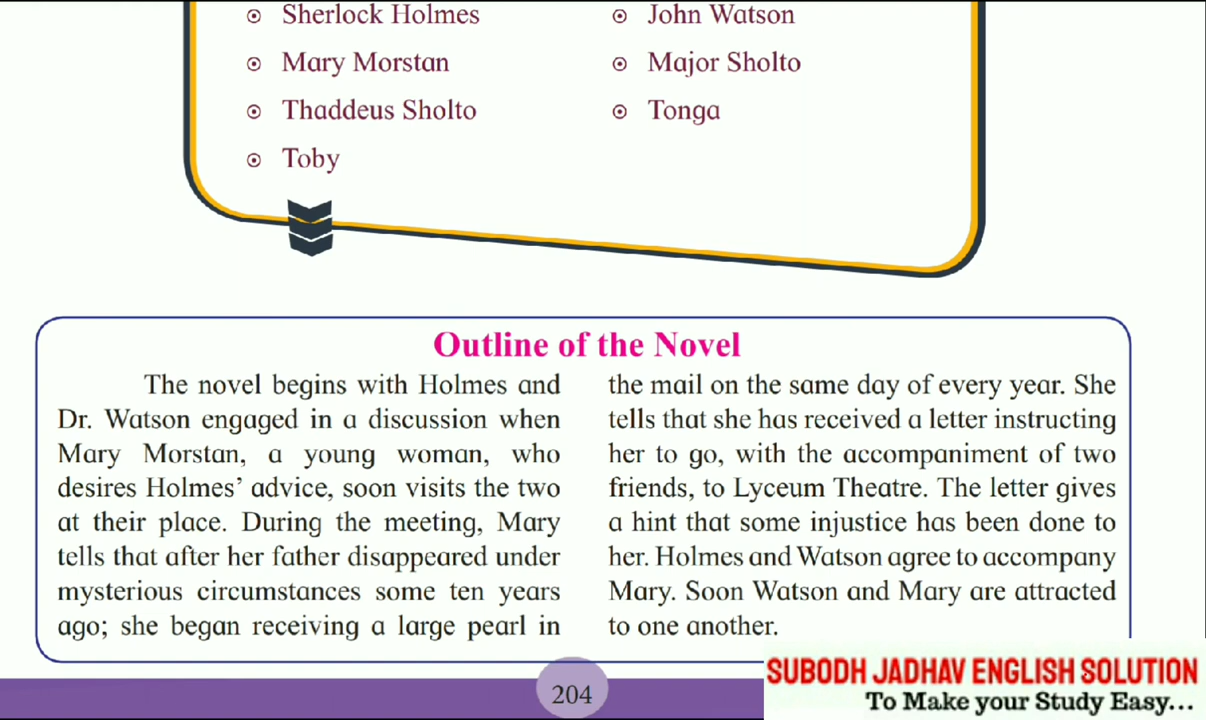 Sherlock Holmes
John Watson
Mary Morstan
Major Sholto
Thaddeus Sholto
Tonga
Toby
Outline of the Novel
The novel begins with Holmes and
Dr. Watson engaged in a discussion when
Mary Morstan, a young woman, who
desires Holmes' advice, soon visits the two
at their place. During the meeting, Mary
tells that after her father disappeared under
mysterious circumstances some ten years
ago; she began receiving a large pearl in
the mail on the same day of every year. She
tells that she has received a letter instructing
her to go, with the accompaniment of two
friends, to Lyceum Theatre. The letter gives
a hint that some injustice has been done to
her. Holmes and Watson agree to accompany
Mary. Soon Watson and Mary are attracted
to one another.
204
SUBODH JADHAV ENGLISH SOLUTION
To Make your Study Easy...